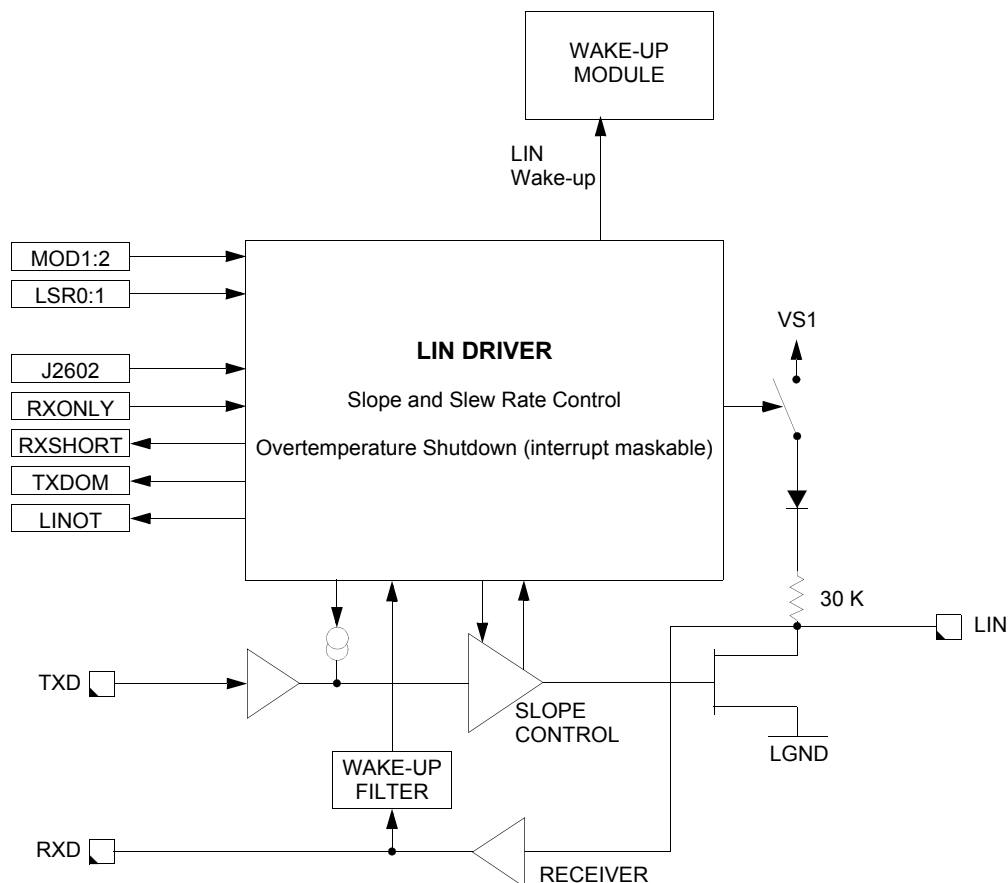 WAKE-UP
MODULE
LIN
Wake-up
MOD1:2
LSR0:1
VS1
LIN DRIVER
J2602
Slope and Slew Rate Control
RXONLY
RXSHORT
Overtemperature Shutdown (interrupt maskable)
TXDOM
LINOT
30 K
LIN
TXD
SLOPE
CONTROL
LGND
WAKE-UP
FILTER
RXD
RECEIVER